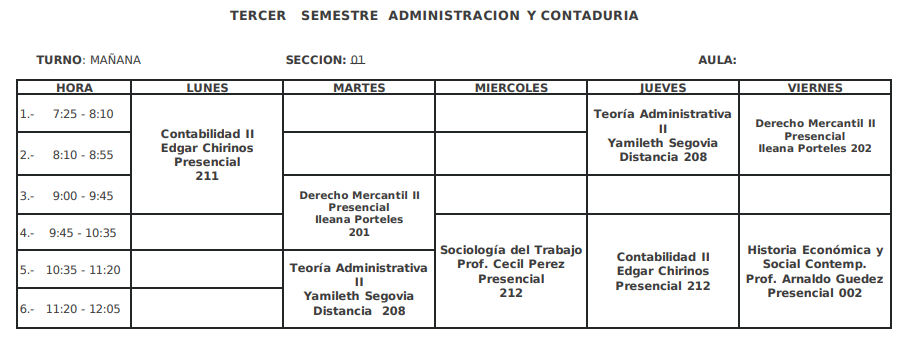 TERCER SEMESTRE ADMINISTRACION Y CONTADURIA
TURNO: MAÑANA SECCION: 01 AULA:
HORA LUNES MARTES MIERCOLES JUEVES VIERNES
1.- 7:25 - 8:10
2.- 8:10 - 8:55
3.- 9:00 - 9:45
4.- 9:45 - 10:35
5.- 10:35 - 11:20
6.- 11:20 - 12:05
Contabilidad II
Edgar Chirinos
Presencial
211
Derecho Mercantil II
Presencial
Ileana Porteles
201
Teoría Administrativa
II
Yamileth Segovia
Distancia 208
Sociología del Trabajo
Prof. Cecil Perez
Presencial
212
Teoría Administrativa
II
Yamileth Segovia
Distancia 208
Contabilidad II
Edgar Chirinos
Presencial 212
Derecho Mercantil II
Presencial
Ileana Porteles 202
Historia Económica y
Social Contemp.
Prof. Arnaldo Guedez
Presencial 002